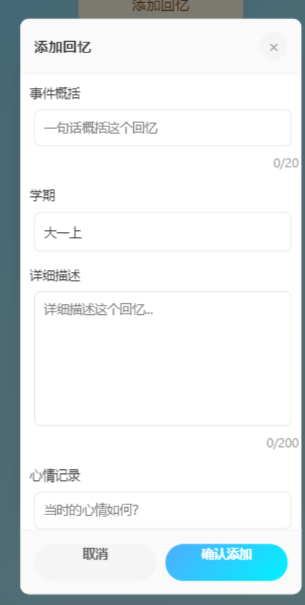 添加回忆
添加回忆
×
事件概括
一句话概括这个回忆
0/20
学期
大一上
详细描述
详细描述这个回忆...
0/200
心情记录
当时的心情如何?
取消
确认添加